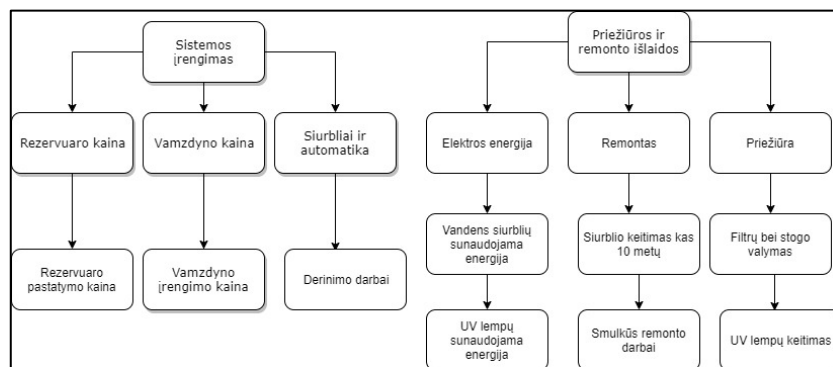 Sistemos
įrengimas
Priežiūros ir
remonto išlaidos
Rezervuaro kaina
Vamzdyno kaina
Siurbliai ir
automatika
Elektros energija
Remontas
Priežiūra
Rezervuaro
pastatymo kaina
Vamzdyno
įrengimo kaina
Derinimo darbai
Vandens siurblių
sunaudojama
energija
Siurblio keitimas kas
10 metų
Filtrų bei stogo
valymas
UV lempų
sunaudojama
energija
Smulkūs remonto
darbai
UV lempų keitimas